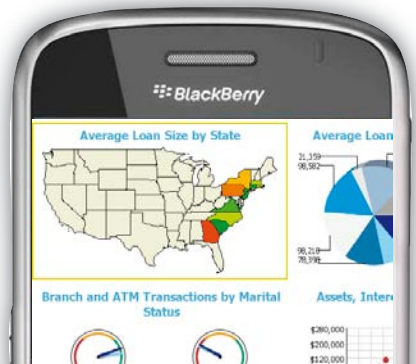 BlackBerry
Average Loan Size by State
Average Loan
21,359
98,582
98,218
78,398
Branch and ATM Transactions by Marital
Status
Assets, Intere
$280,000
$200,000
$120,000